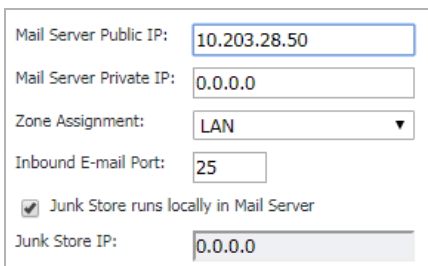 Mail Server Public IP: 10.203.28.50
Mail Server Private IP: 0.0.0.0
Zone Assignment: LAN
Inbound E-mail Port: 25
Junk Store runs locally in Mail Server
Junk Store IP: 0.0.0.0